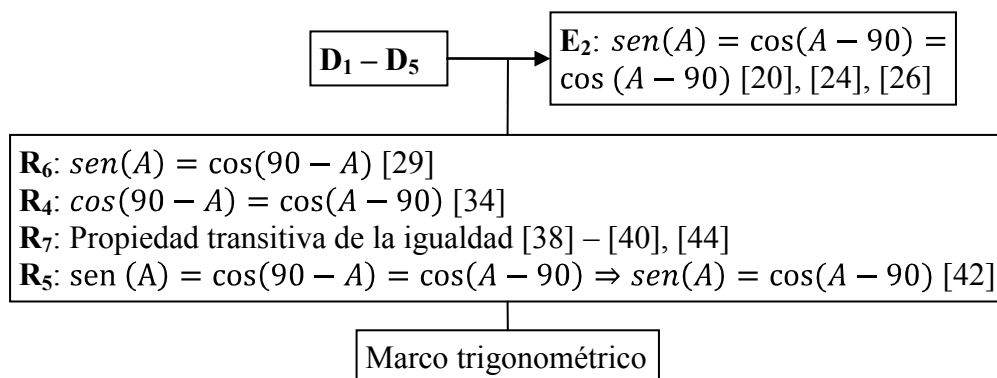 D₁ – D₅
E₂: sen(A) = cos(A − 90) =
cos (A − 90) [20], [24], [26]
R₆: sen(A) = cos(90 − A) [29]
R₄: cos(90 − A) = cos(A − 90) [34]
R₇: Propiedad transitiva de la igualdad [38] – [40], [44]
R₅: sen (A) = cos(90 − A) = cos(A − 90) ⇒ sen(A) = cos(A − 90) [42]
Marco trigonométrico